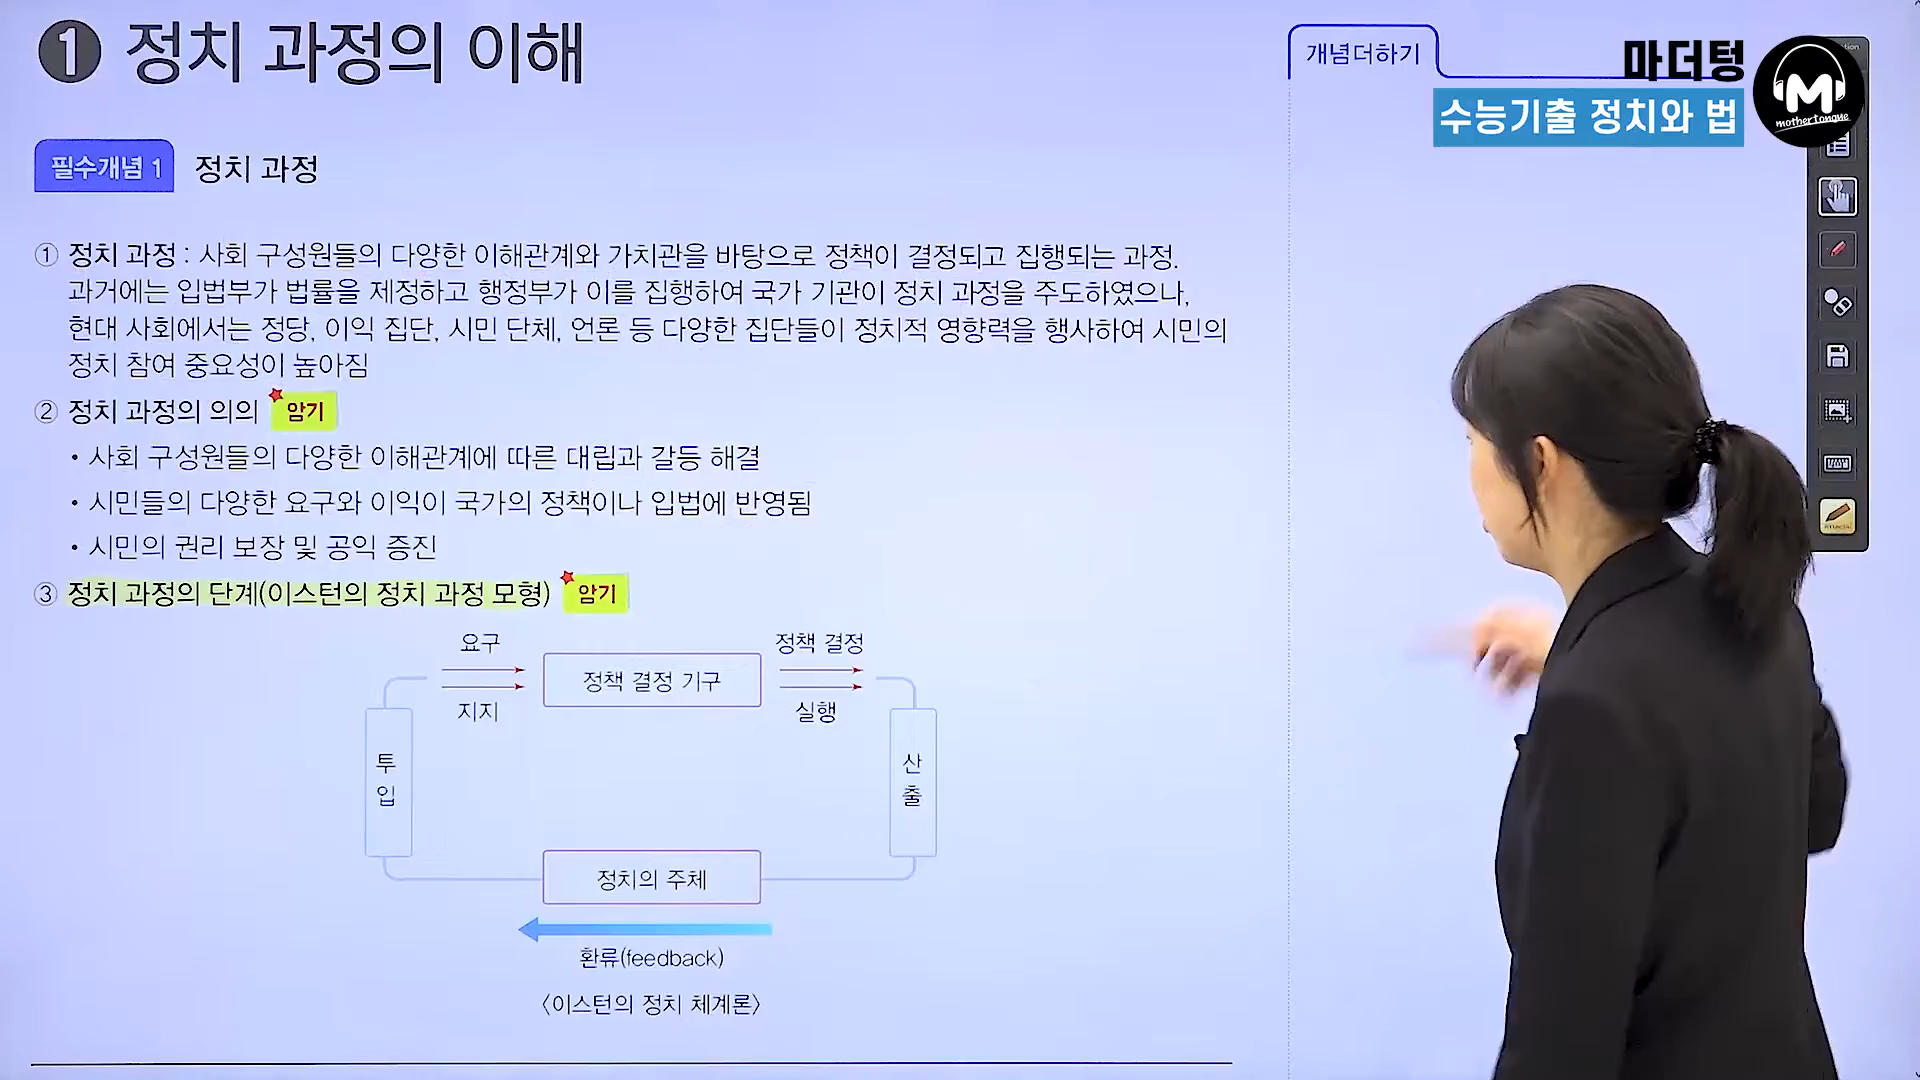 ❶ 정치 과정의 이해
개념더하기
마더텅
수능기출 정치와 법
M
mothertongue
필수개념 1 정치 과정
① 정치 과정 : 사회 구성원들의 다양한 이해관계와 가치관을 바탕으로 정책이 결정되고 집행되는 과정.
과거에는 입법부가 법률을 제정하고 행정부가 이를 집행하여 국가 기관이 정치 과정을 주도하였으나,
현대 사회에서는 정당, 이익 집단, 시민 단체, 언론 등 다양한 집단들이 정치적 영향력을 행사하여 시민의
정치 참여 중요성이 높아짐
② 정치 과정의 의의 암기
• 사회 구성원들의 다양한 이해관계에 따른 대립과 갈등 해결
• 시민들의 다양한 요구와 이익이 국가의 정책이나 입법에 반영됨
• 시민의 권리 보장 및 공익 증진
③ 정치 과정의 단계(이스턴의 정치 과정 모형) 암기
요구
정책 결정
정책 결정 기구
지지
실행
투입
산출
정치의 주체
환류(feedback)
〈이스턴의 정치 체계론〉